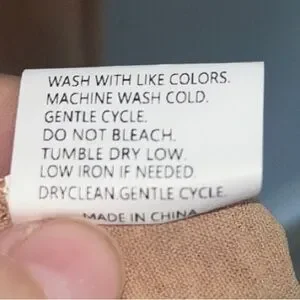 WASH WITH LIKE COLORS.
MACHINE WASH COLD.
GENTLE CYCLE.
DO NOT BLEACH.
TUMBLE DRY LOW.
LOW IRON IF NEEDED.
DRYCLEAN.GENTLE CYCLE.
MADE IN CHINA